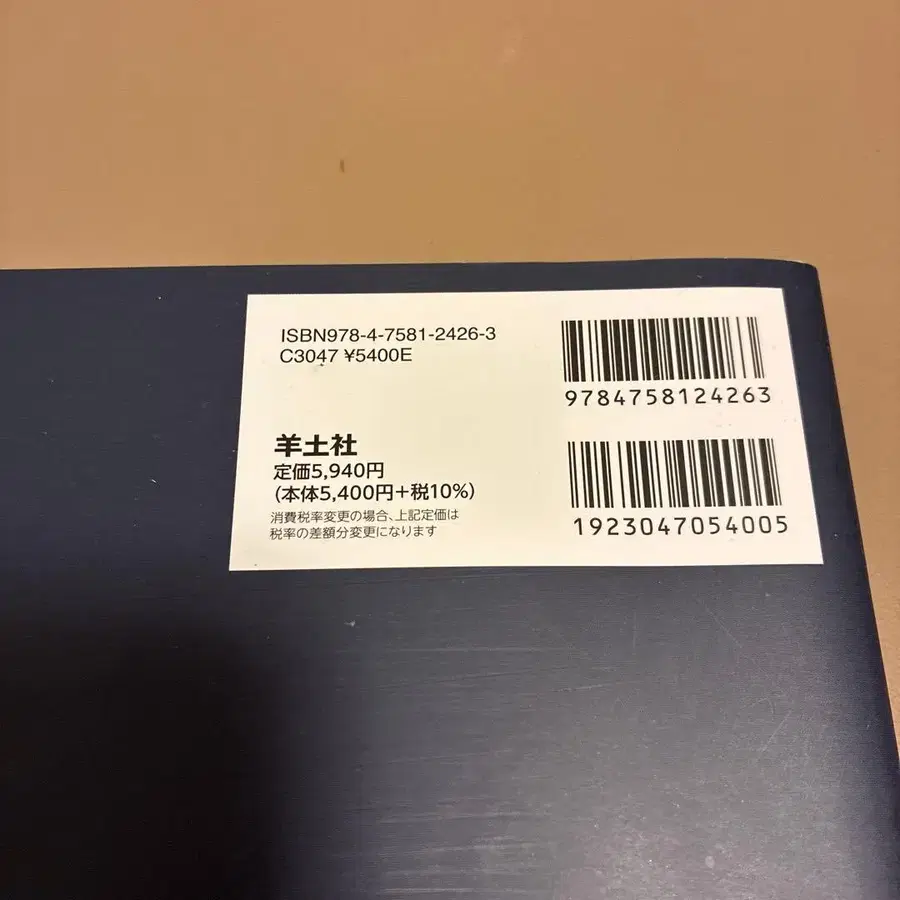 ISBN978-4-7581-2426-3
C3047 ¥5400E
9784758124263
羊土社
定価5,940円
(本体5,400円+税10%)
消費税率変更の場合、上記定価は
税率の差額分変更になります
1923047054005